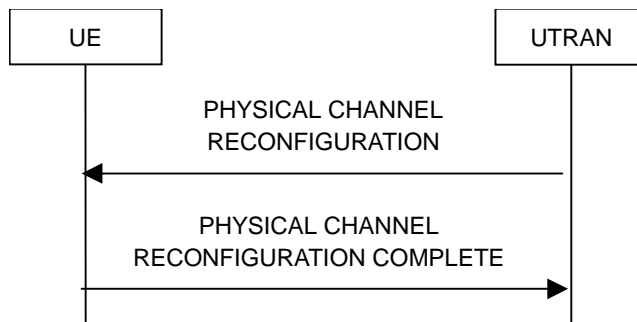 UE
UTRAN
PHYSICAL CHANNEL
RECONFIGURATION
PHYSICAL CHANNEL
RECONFIGURATION COMPLETE